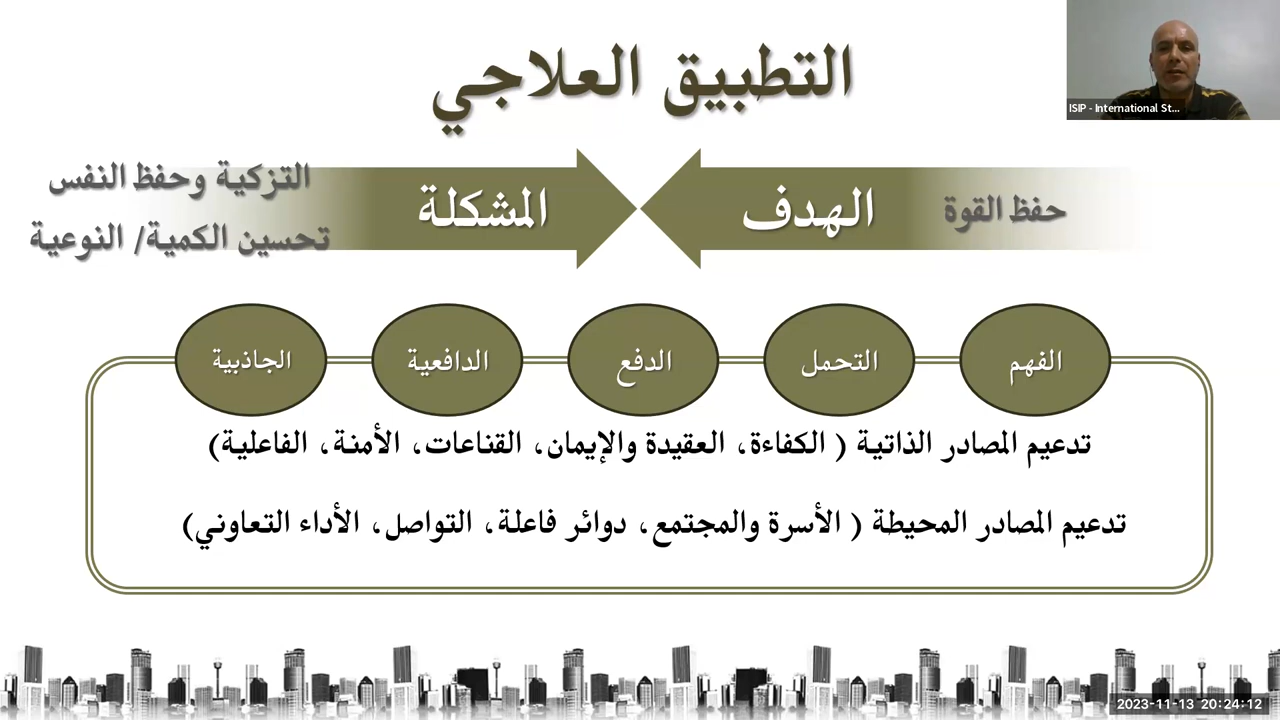 التطبيق العلاجي
ISIP - International St...
حفظ القوة
الهدف
المشكلة
التزكية وحفظ النفس
تحسين الكمية/ النوعية
الفهم
التحمل
الدفع
الدافعية
الجاذبية
تدعيم المصادر الذاتية ( الكفاءة، العقيدة والإيمان، القناعات، الأمنة، الفاعلية)
تدعيم المصادر المحيطة ( الأسرة والمجتمع، دوائر فاعلة، التواصل، الأداء التعاوني)
2023-11-13 20:24:12